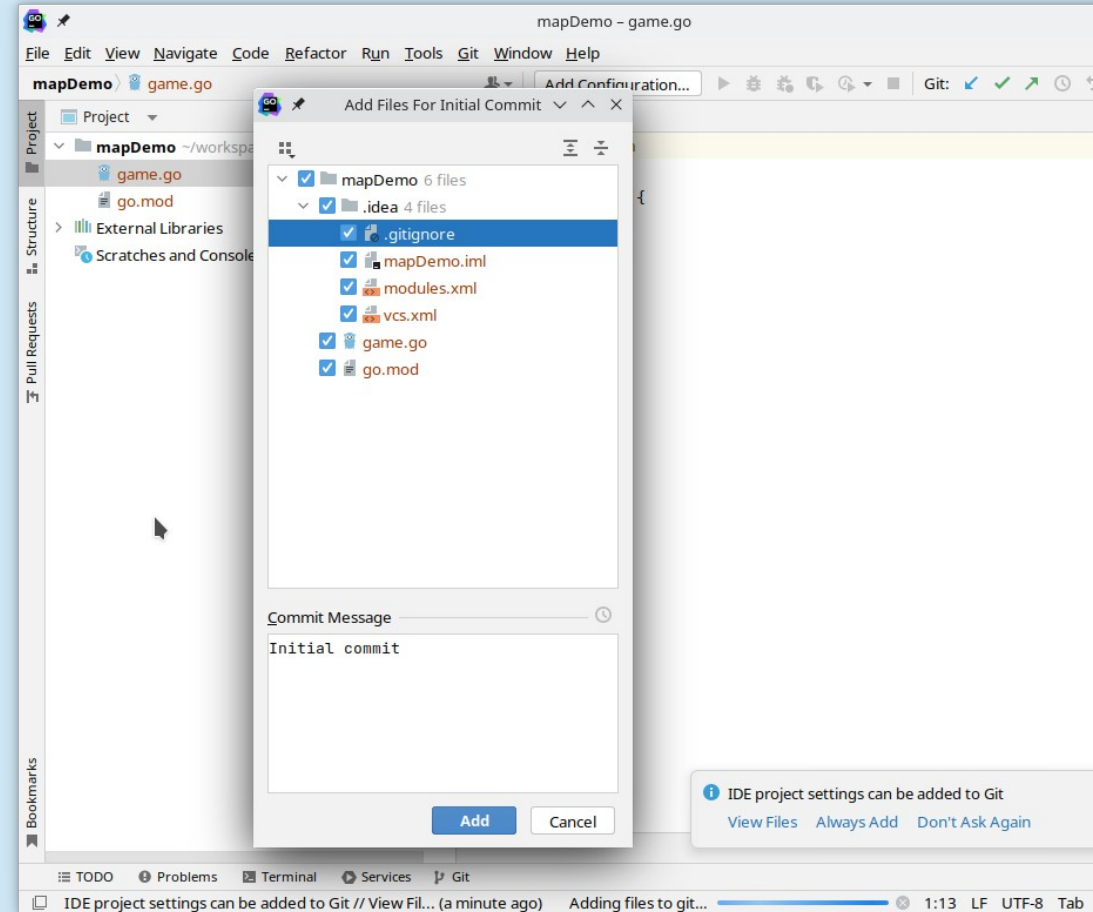 GO
mapDemo – game.go
File Edit View Navigate Code Refactor Run Tools Git Window Help
mapDemo game.go
Add Configuration...
Git:
Project
Project
mapDemo ~/workspa
game.go
go.mod
External Libraries
Scratches and Console
Structure
Pull Requests
Bookmarks
{
GO
Add Files For Initial Commit
mapDemo 6 files
.idea 4 files
.gitignore
mapDemo.iml
modules.xml
vcs.xml
game.go
go.mod
Commit Message
Initial commit
Add Cancel
IDE project settings can be added to Git
View Files Always Add Don't Ask Again
TODO Problems Terminal Services Git
IDE project settings can be added to Git // View Fil... (a minute ago) Adding files to git... 1:13 LF UTF-8 Tab